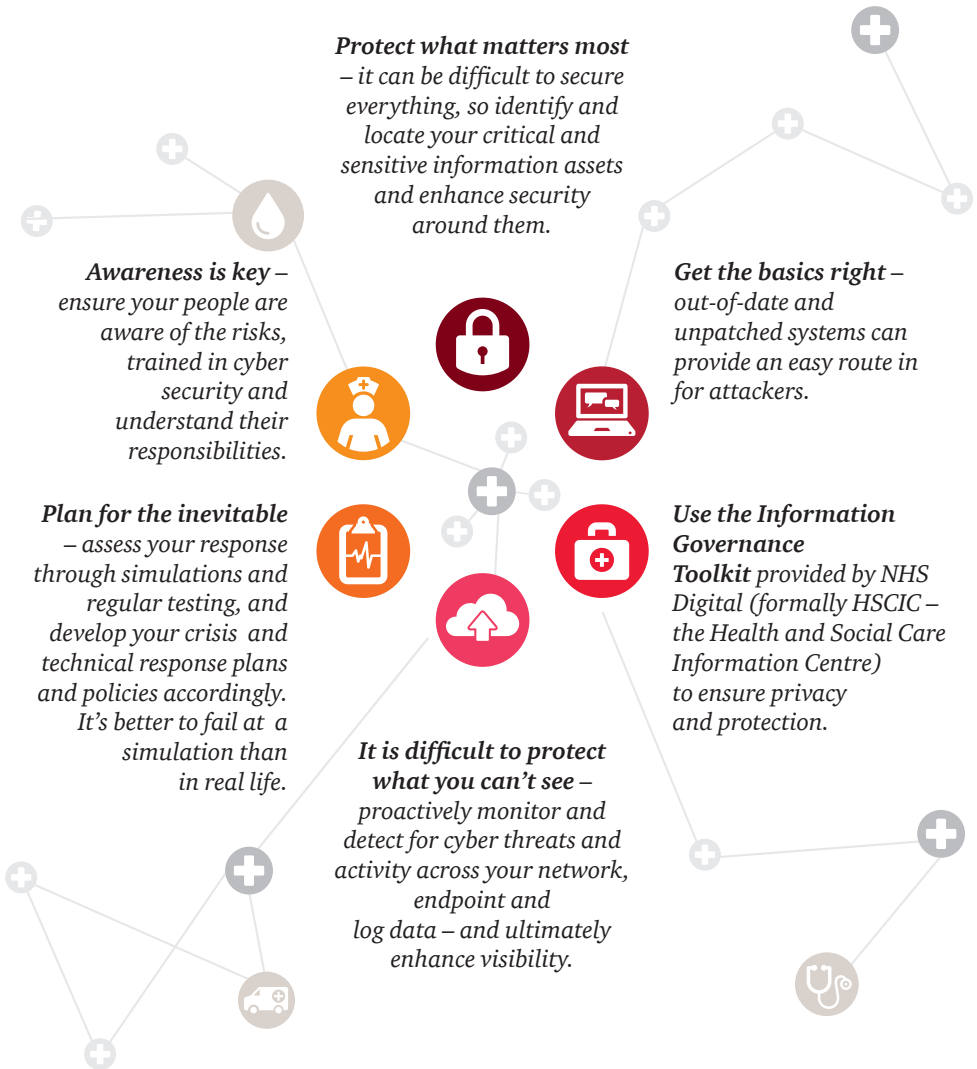 Protect what matters most
– it can be difficult to secure
everything, so identify and
locate your critical and
sensitive information assets
and enhance security
around them.
Awareness is key –
ensure your people are
aware of the risks,
trained in cyber
security and
understand their
responsibilities.
Get the basics right –
out-of-date and
unpatched systems can
provide an easy route in
for attackers.
Plan for the inevitable
– assess your response
through simulations and
regular testing, and
develop your crisis and
technical response plans
and policies accordingly.
It’s better to fail at a
simulation than
in real life.
Use the Information
Governance
Toolkit provided by NHS
Digital (formally HSCIC –
the Health and Social Care
Information Centre)
to ensure privacy
and protection.
It is difficult to protect
what you can’t see –
proactively monitor and
detect for cyber threats and
activity across your network,
endpoint and
log data – and ultimately
enhance visibility.